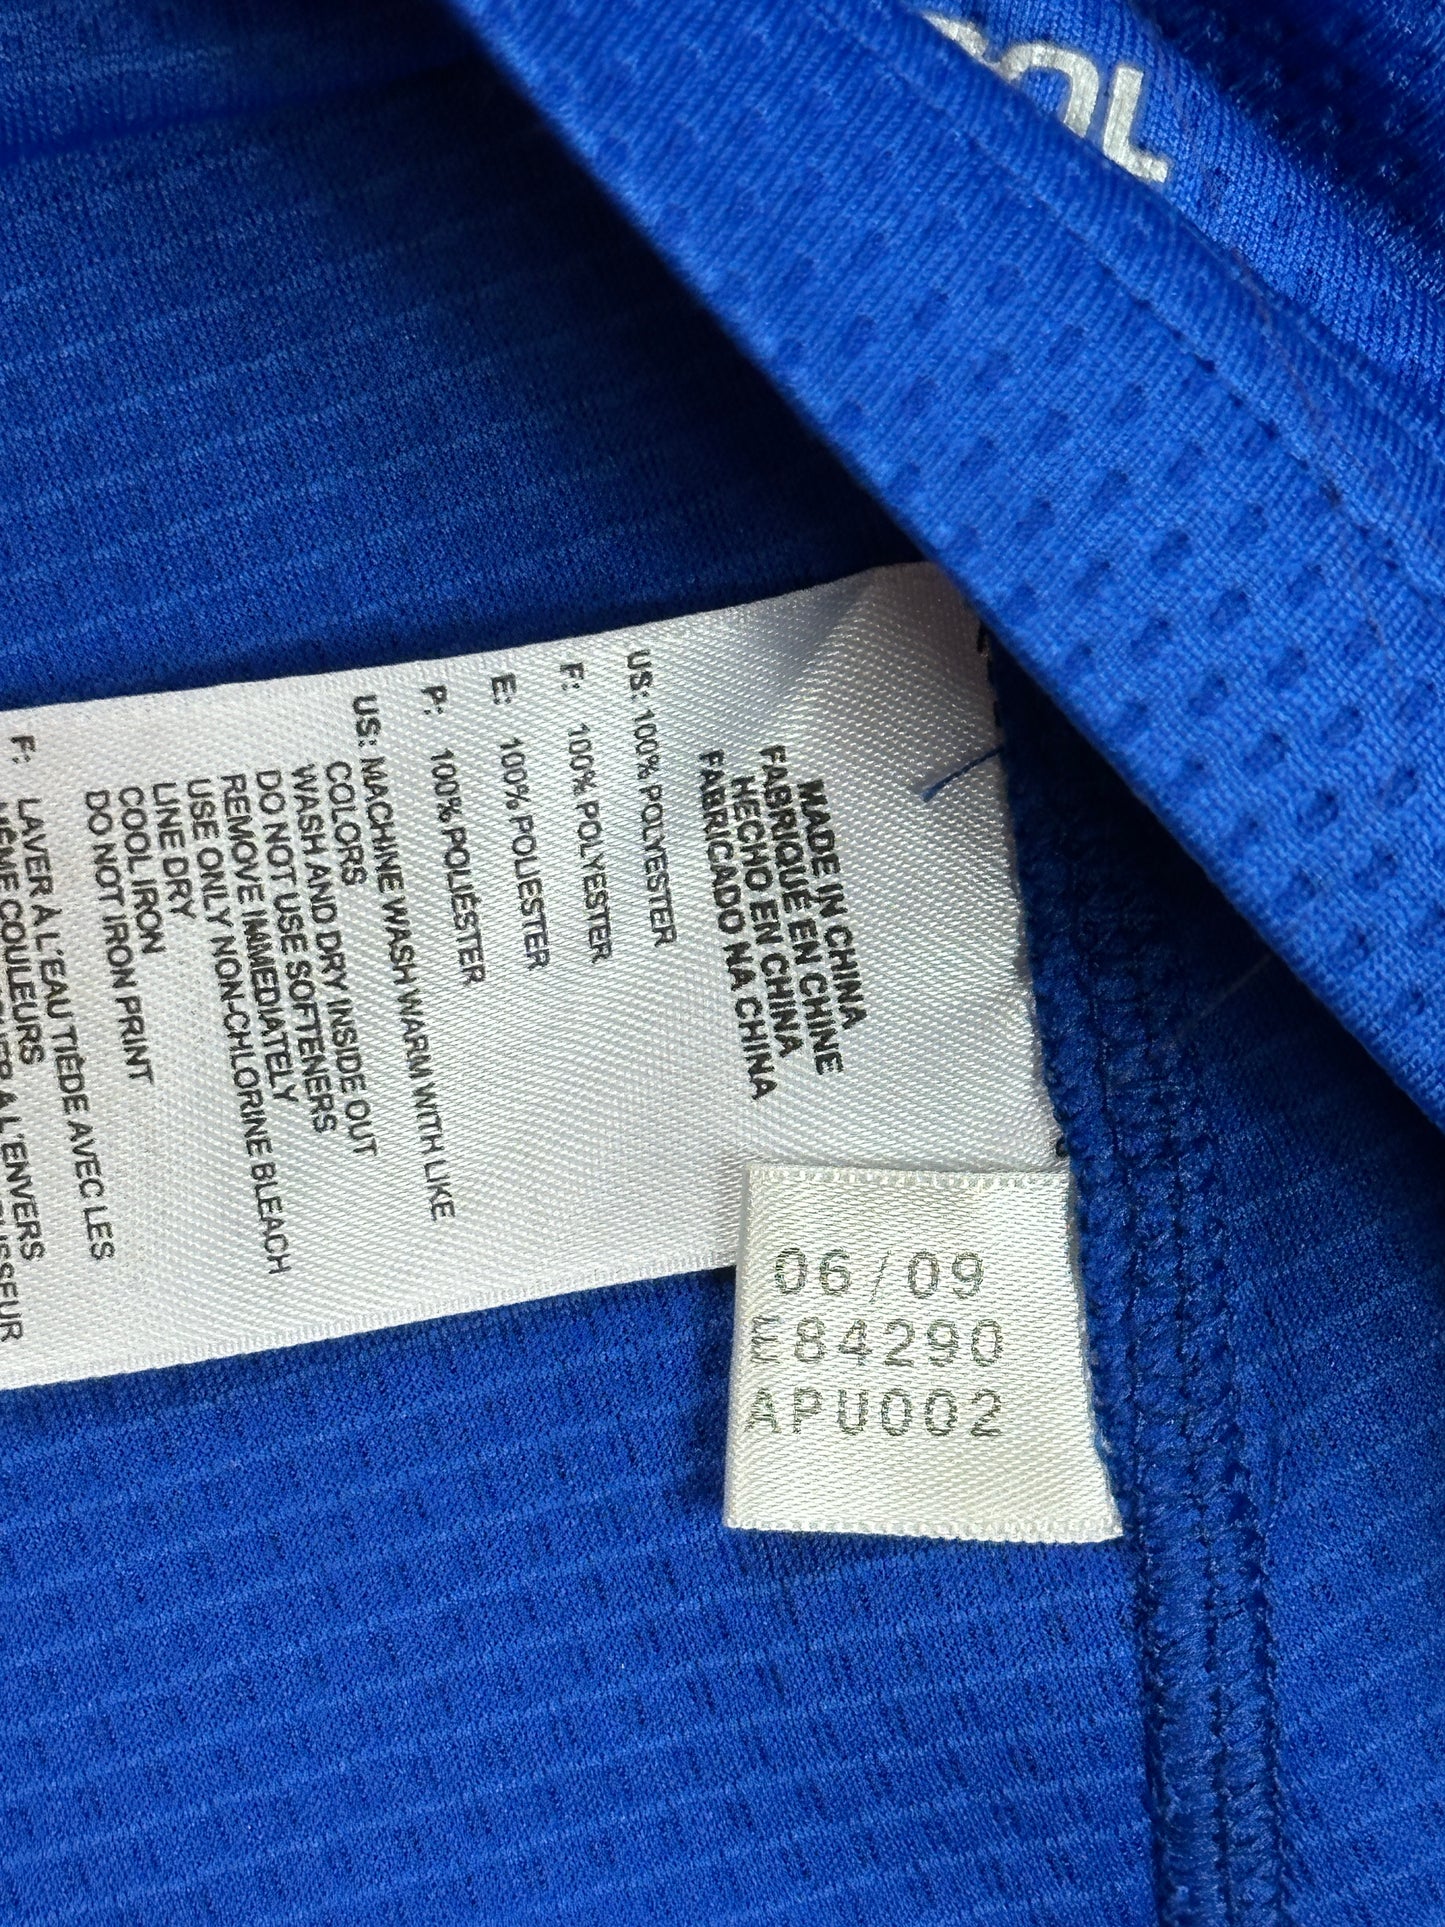 MADE IN CHINA
FABRIQUÉ EN CHINE
HECHO EN CHINA
FABRICADO NA CHINA
US: 100% POLYESTER
F: 100% POLYESTER
E: 100% POLIESTER
P: 100% POLIÉSTER
US: MACHINE WASH WARM WITH LIKE
COLORS
WASH AND DRY INSIDE OUT
DO NOT USE SOFTENERS
REMOVE IMMEDIATELY
USE ONLY NON-CHLORINE BLEACH
LINE DRY
COOL IRON
DO NOT IRON PRINT
F: LAVER À L'EAU TIÈDE AVEC LES
COULEURS
À L'ENVERS
06/09
E84290
APU002